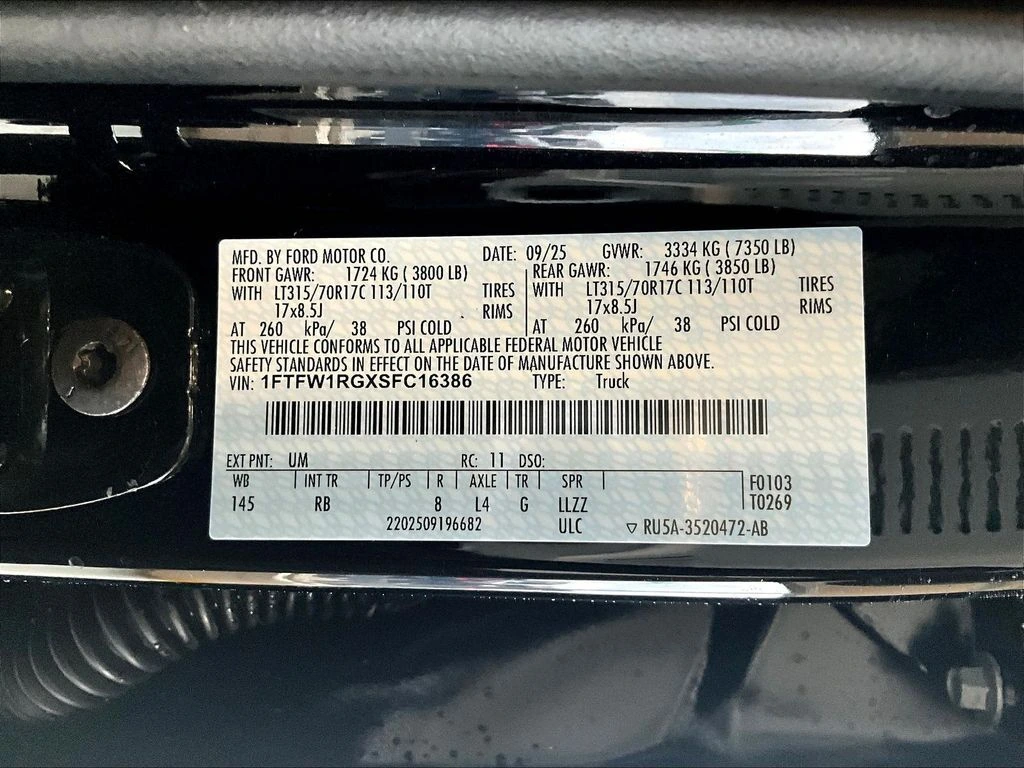 MFD. BY FORD MOTOR CO. DATE: 09/25 GVWR: 3334 KG ( 7350 LB)
FRONT GAWR: 1724 KG ( 3800 LB) REAR GAWR: 1746 KG ( 3850 LB)
WITH LT315/70R17C 113/110T TIRES WITH LT315/70R17C 113/110T TIRES
17x8.5J RIMS 17x8.5J RIMS
AT 260 kPa/ 38 PSI COLD AT 260 kPa/ 38 PSI COLD
THIS VEHICLE CONFORMS TO ALL APPLICABLE FEDERAL MOTOR VEHICLE
SAFETY STANDARDS IN EFFECT ON THE DATE OF MANUFACTURE SHOWN ABOVE.
VIN: 1FTFW1RGXSFC16386 TYPE: Truck
EXT PNT: UM RC: 11 DSO:
WB INT TR TP/PS R AXLE TR SPR F0103
145 RB 8 L4 G LLZZ T0269
2202509196682 ULC ▽ RU5A-3520472-AB